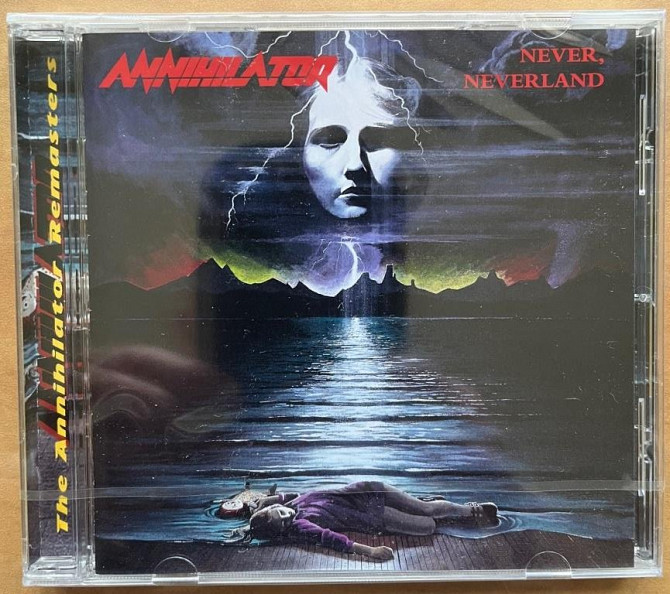 ANNIHILATOR
NEVER,
NEVERLAND
The Annihilator Remasters